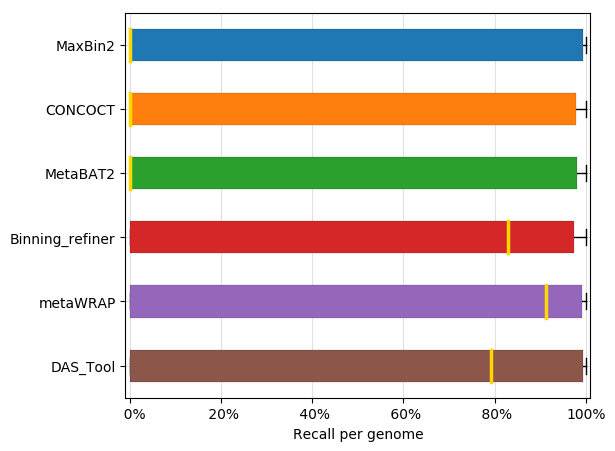 MaxBin2
CONCOCT
MetaBAT2
Binning_refiner
metaWRAP
DAS_Tool
0% 20% 40% 60% 80% 100%
Recall per genome